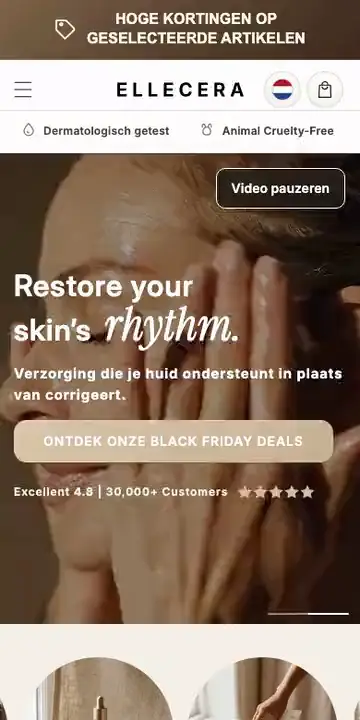 HOGE KORTINGEN OP
GESELECTEERDE ARTIKELEN
ELLECERA
Dermatologisch getest
Animal Cruelty-Free
Video pauzeren
Restore your
skin's rhythm.
Verzorging die je huid ondersteunt in plaats
van corrigeert.
ONTDEK ONZE BLACK FRIDAY DEALS
Excellent 4.8 | 30,000+ Customers